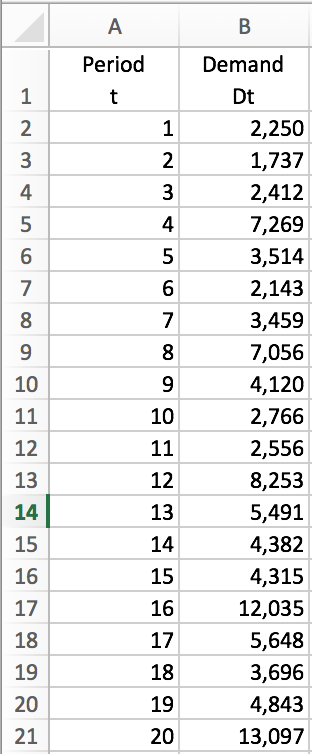 A B
Period Demand
1 t Dt
2 1 2,250
3 2 1,737
4 3 2,412
5 4 7,269
6 5 3,514
7 6 2,143
8 7 3,459
9 8 7,056
10 9 4,120
11 10 2,766
12 11 2,556
13 12 8,253
14 13 5,491
15 14 4,382
16 15 4,315
17 16 12,035
18 17 5,648
19 18 3,696
20 19 4,843
21 20 13,097